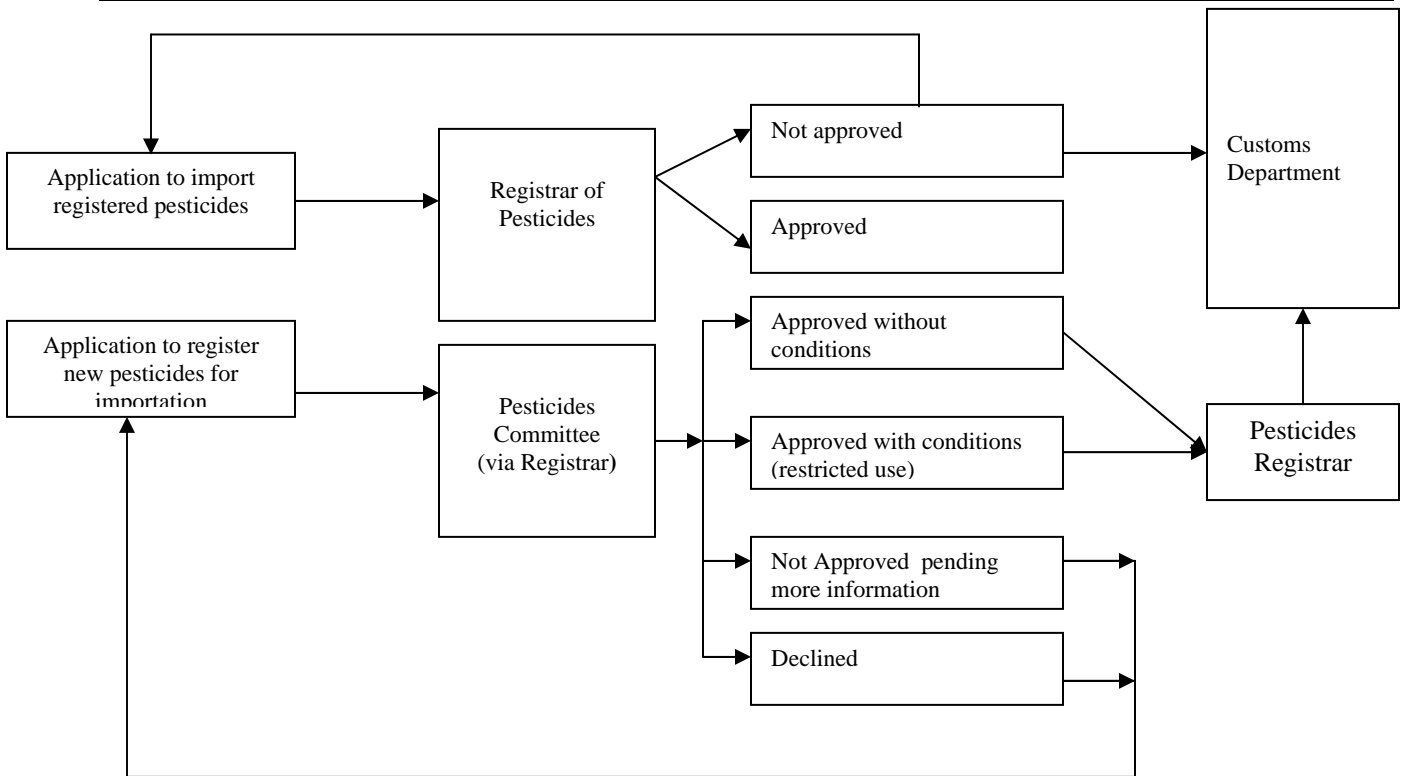 Application to import
registered pesticides
Registrar of
Pesticides
Not approved
Approved
Customs
Department
Application to register
new pesticides for
importation
Pesticides
Committee
(via Registrar)
Approved without
conditions
Approved with conditions
(restricted use)
Not Approved pending
more information
Declined
Pesticides
Registrar